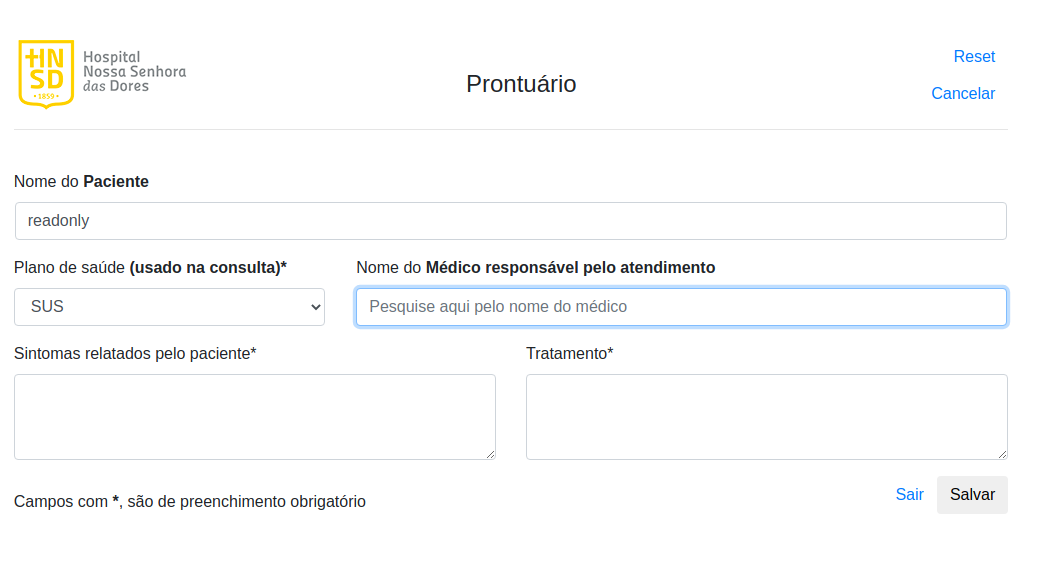 HN
SD
•1859•
Hospital
Nossa Senhora
das Dores
Prontuário
Reset
Cancelar
Nome do Paciente
readonly
Plano de saúde (usado na consulta)*
Nome do Médico responsável pelo atendimento
SUS
Pesquise aqui pelo nome do médico
Sintomas relatados pelo paciente*
Tratamento*
Campos com *, são de preenchimento obrigatório
Sair
Salvar